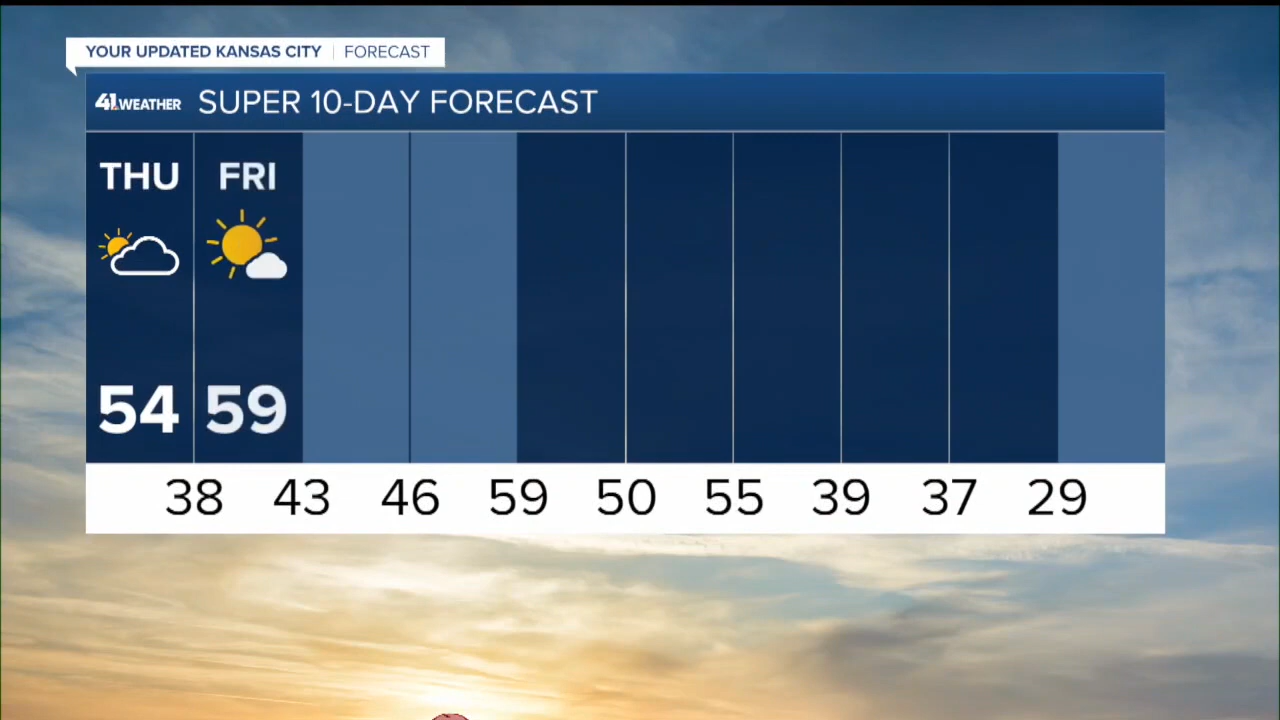 YOUR UPDATED KANSAS CITY | FORECAST
41 WEATHER SUPER 10-DAY FORECAST
THU FRI
54 59
38 43 46 59 50 55 39 37 29